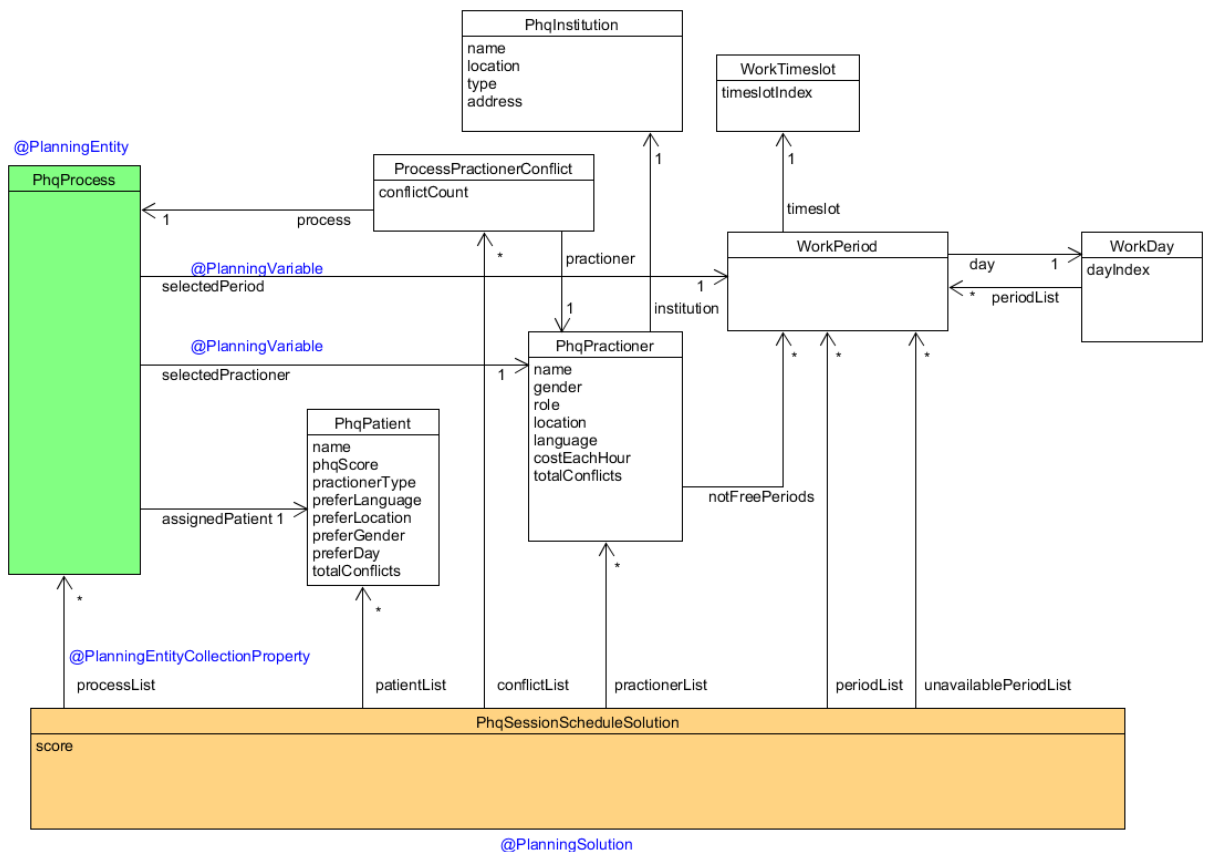 PhqInstitution
name
location
type
address
WorkTimeslot
timeslotIndex
@PlanningEntity
PhqProcess
ProcessPractionerConflict
conflictCount
1
process
1
1
timeslot
*
practioner
WorkPeriod
WorkDay
dayIndex
day
1
@PlanningVariable
selectedPeriod
1
*
periodList
institution
1
@PlanningVariable
selectedPractioner
1
PhqPractioner
name
gender
role
location
language
costEachHour
totalConflicts
*
*
*
PhqPatient
name
phqScore
practionerType
preferLanguage
preferLocation
preferGender
preferDay
totalConflicts
notFreePeriods
assignedPatient 1
*
*
*
@PlanningEntityCollectionProperty
processList
patientList
conflictList
practionerList
periodList
unavailablePeriodList
PhqSessionScheduleSolution
score
@PlanningSolution